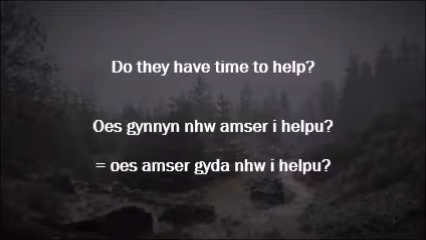 Do they have time to help?
Oes gynnyn nhw amser i helpu?
= oes amser gyda nhw i helpu?